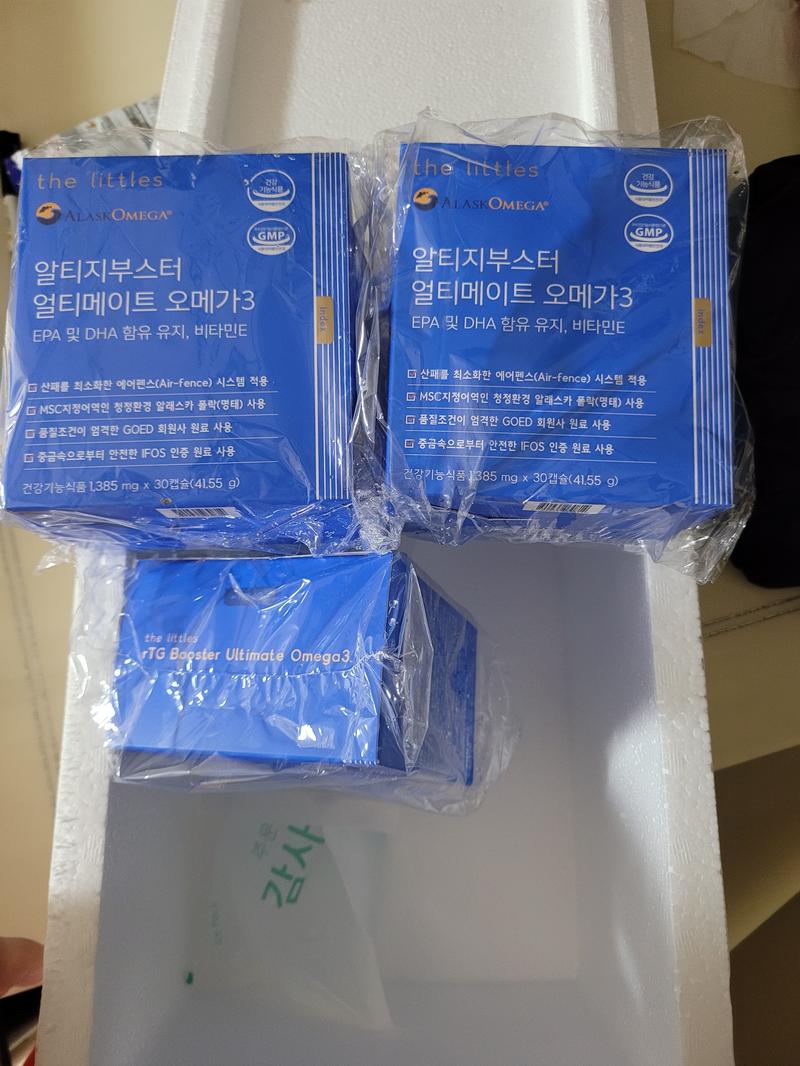 the littles
ALASKOMEGA®
건강
기능식품
GMP
알티지부스터
얼티메이트 오메가3
EPA 및 DHA 함유 유지, 비타민E
index
산패를 최소화한 에어펜스(Air-fence) 시스템 적용
MSC지정어역인 청정환경 알래스카 폴락(명태) 사용
품질조건이 엄격한 GOED 회원사 원료 사용
중금속으로부터 안전한 IFOS 인증 원료 사용
건강기능식품 1,385 mg x 30캡슐(41.55 g)
the littles
ALASKOMEGA®
건강
기능식품
GMP
알티지부스터
얼티메이트 오메가3
EPA 및 DHA 함유 유지, 비타민E
index
산패를 최소화한 에어펜스(Air-fence) 시스템 적용
MSC지정어역인 청정환경 알래스카 폴락(명태) 사용
품질조건이 엄격한 GOED 회원사 원료 사용
중금속으로부터 안전한 IFOS 인증 원료 사용
건강기능식품 1,385 mg x 30캡슐(41.55 g)
the littles
rTG Booster Ultimate Omega3
주문
감사